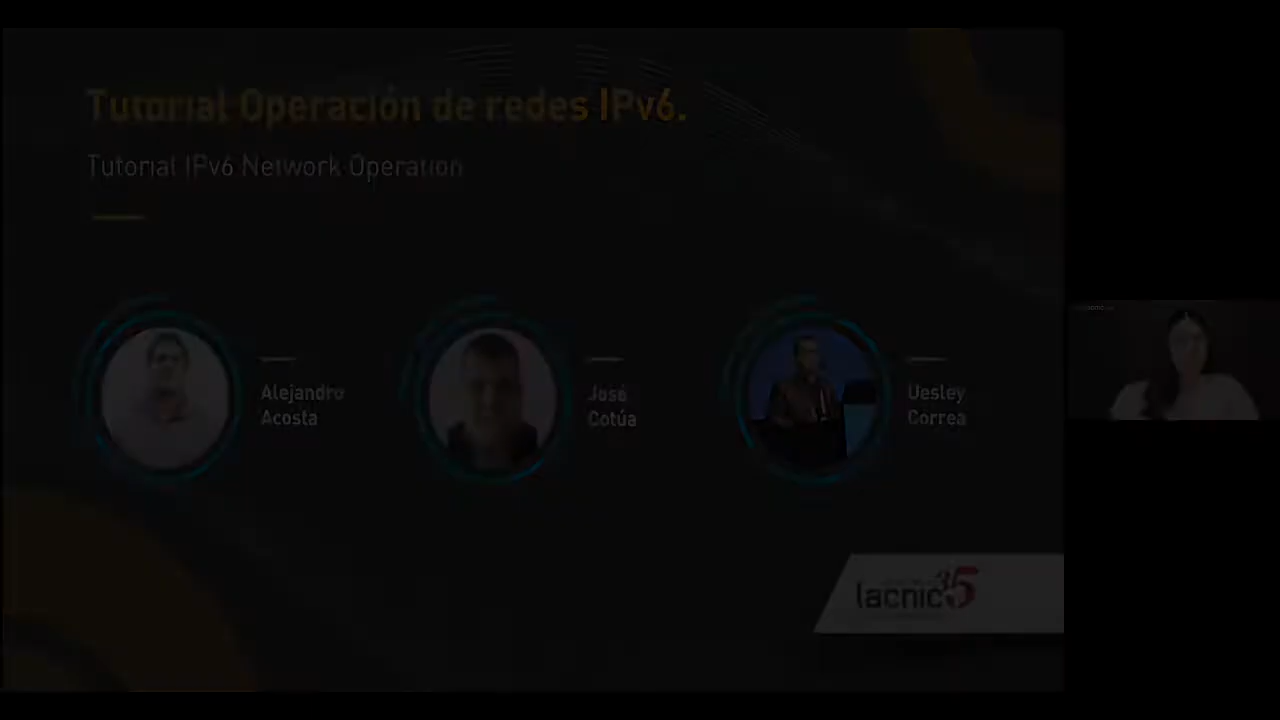 Tutorial Operación de redes IPv6.
Tutorial IPv6 Network Operation
Alejandro
Acosta
José
Cotúa
Uesley
Correa
lacnic35